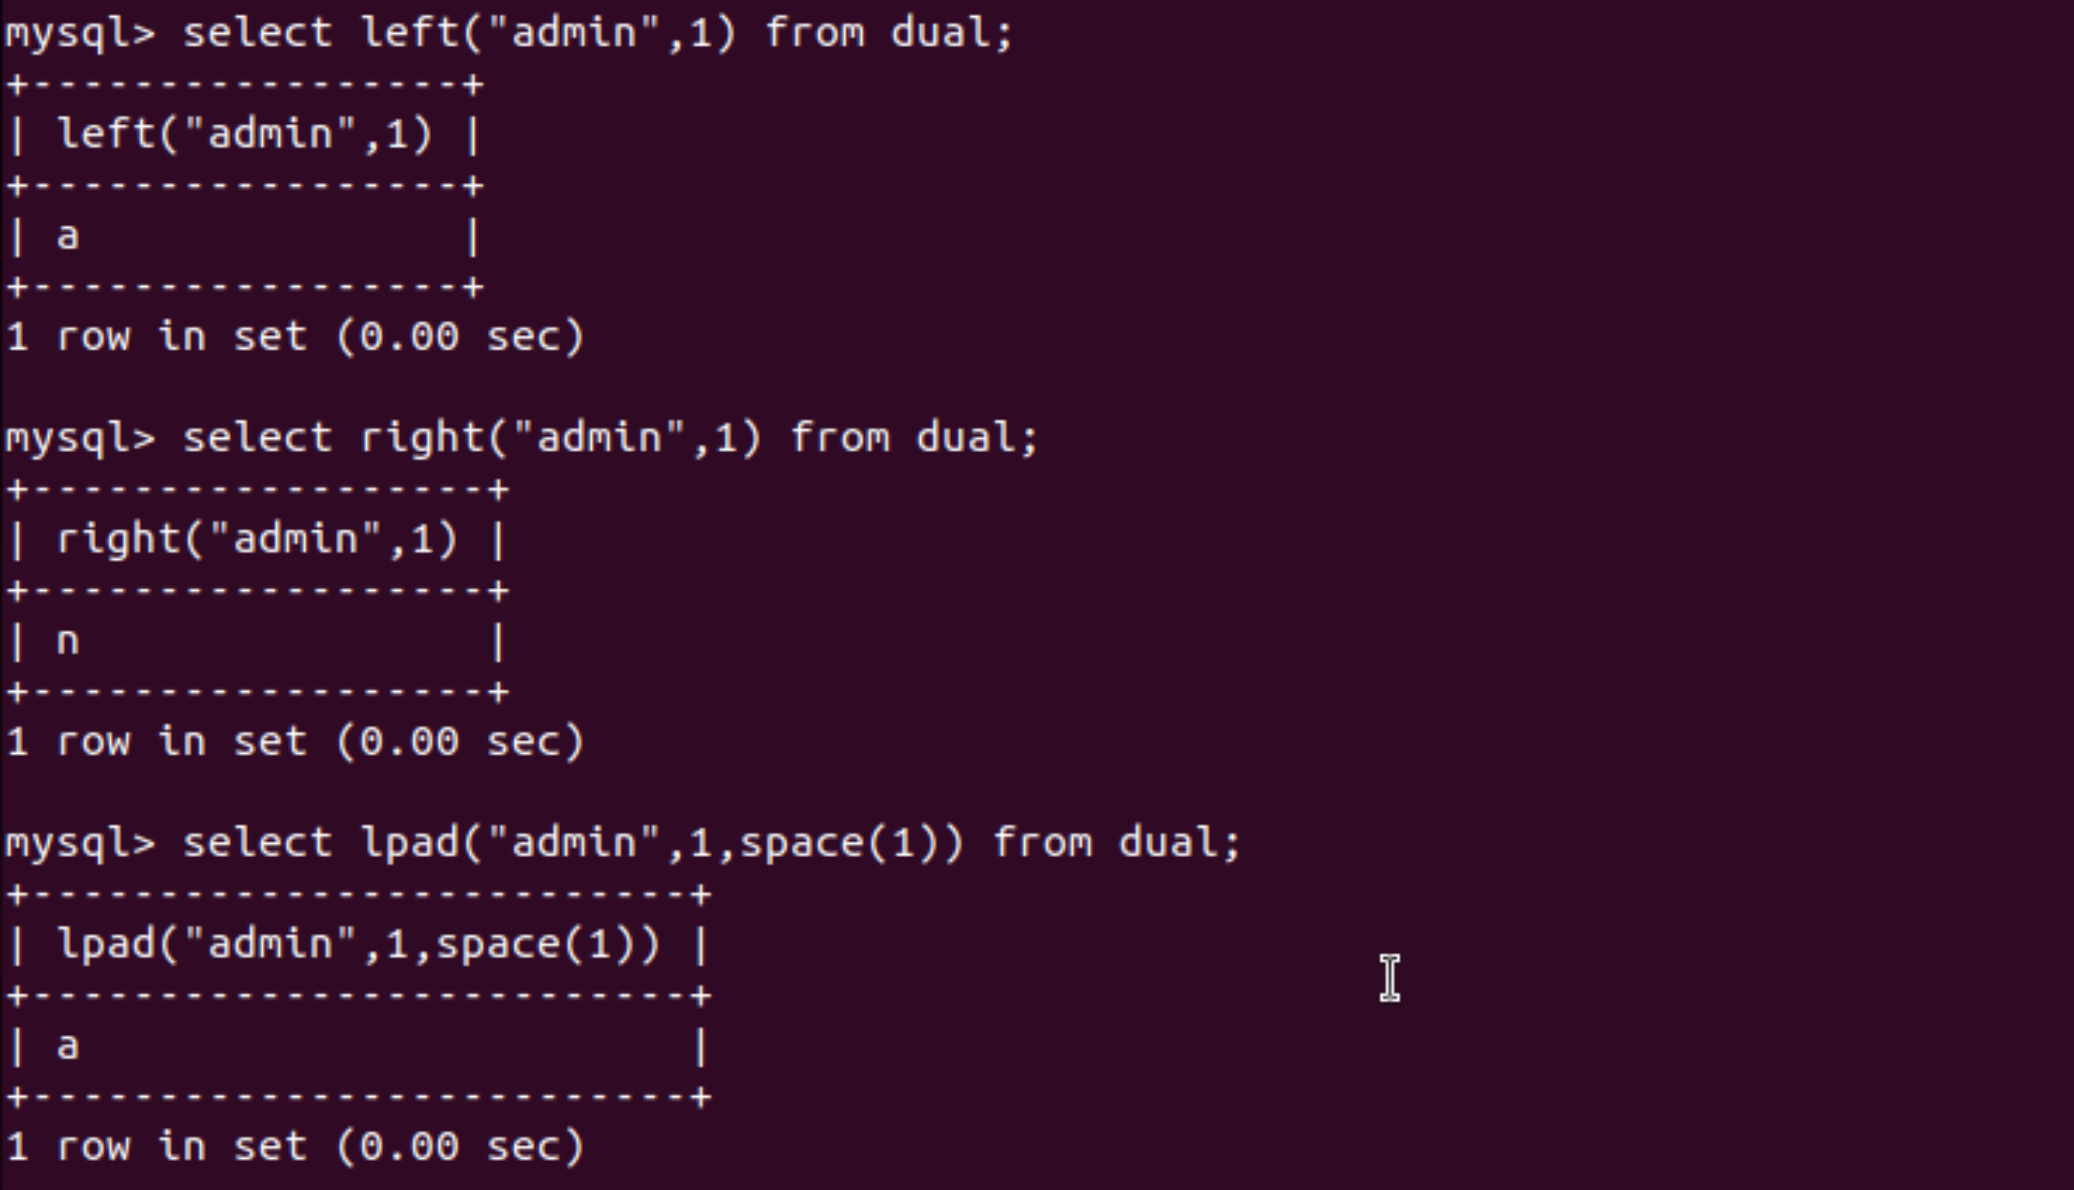 mysql> select left("admin",1) from dual;
+-----------------+
| left("admin",1) |
+-----------------+
| a               |
+-----------------+
1 row in set (0.00 sec)

mysql> select right("admin",1) from dual;
+------------------+
| right("admin",1) |
+------------------+
| n                |
+------------------+
1 row in set (0.00 sec)

mysql> select lpad("admin",1,space(1)) from dual;
+--------------------------+
| lpad("admin",1,space(1)) |
+--------------------------+
| a                        |
+--------------------------+
1 row in set (0.00 sec)